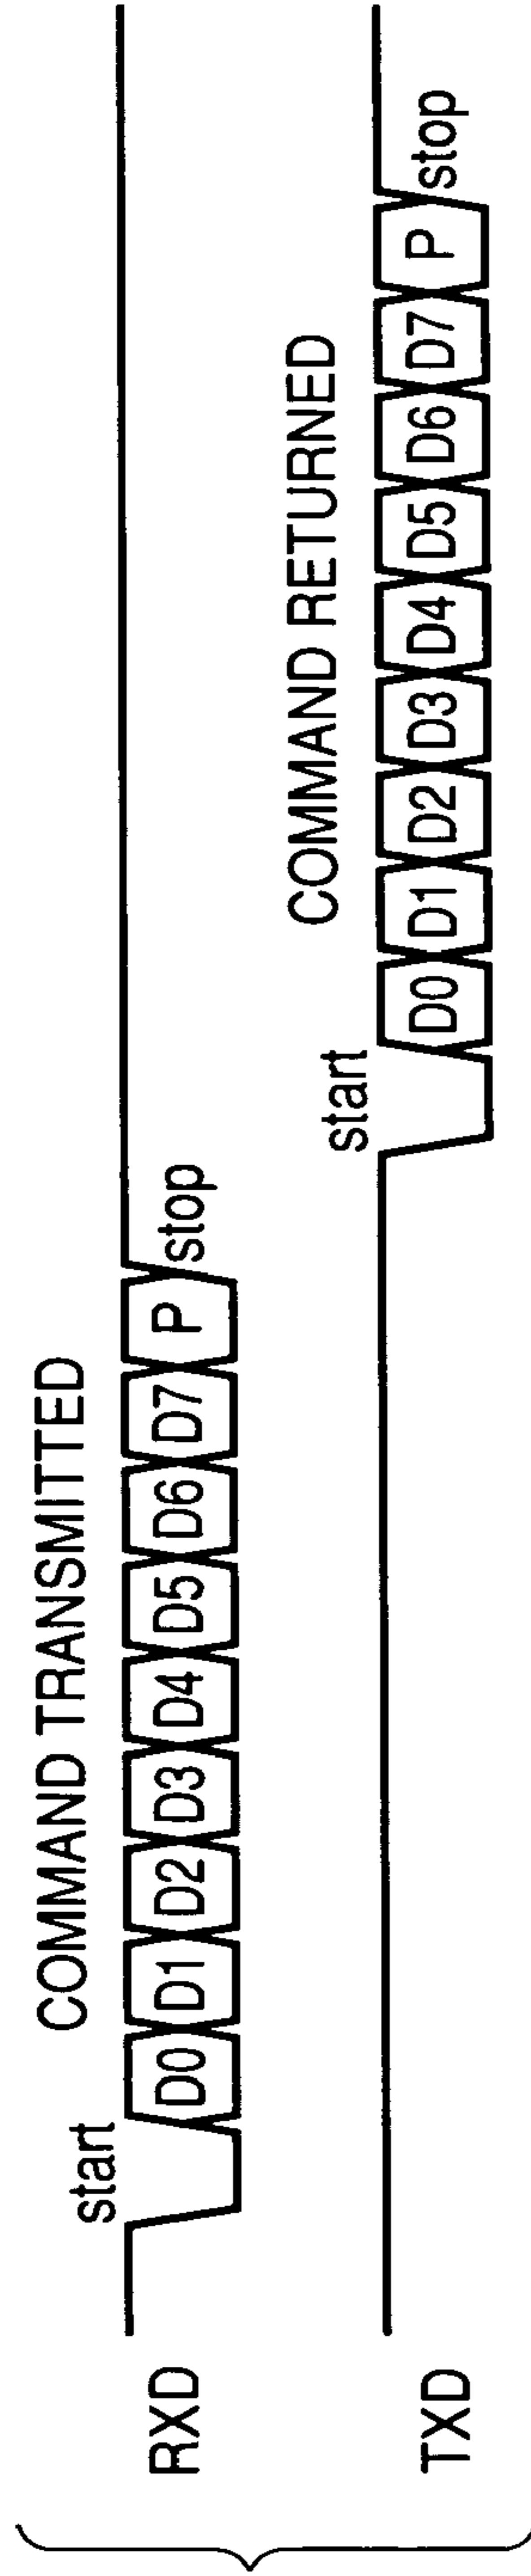 COMMAND TRANSMITTED
start
RXD D0 D1 D2 D3 D4 D5 D6 D7 P stop
COMMAND RETURNED
start
TXD D0 D1 D2 D3 D4 D5 D6 D7 P stop